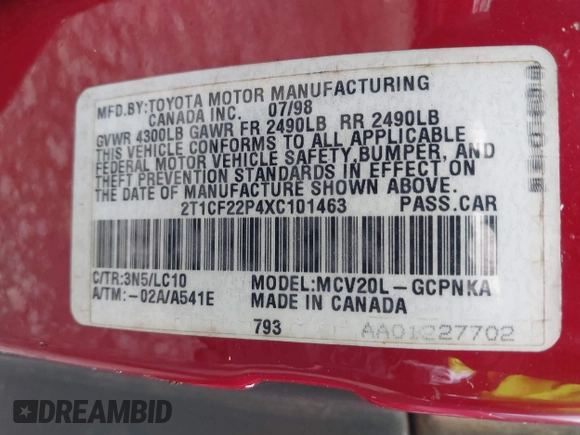 MFD.BY:TOYOTA MOTOR MANUFACTURING
CANADA INC. 07/98
GVWR 4300LB GAWR FR 2490LB RR 2490LB
THIS VEHICLE CONFORMS TO ALL APPLICABLE
FEDERAL MOTOR VEHICLE SAFETY,BUMPER, AND
THEFT PREVENTION STANDARDS IN EFFECT ON
THE DATE OF MANUFACTURE SHOWN ABOVE.
2T1CF22P4XC101463 PASS.CAR
C/TR:3N5/LC10 MODEL:MCV20L-GCPNKA
A/TM:-02A/A541E MADE IN CANADA
793 AA01227702
DREAMBID